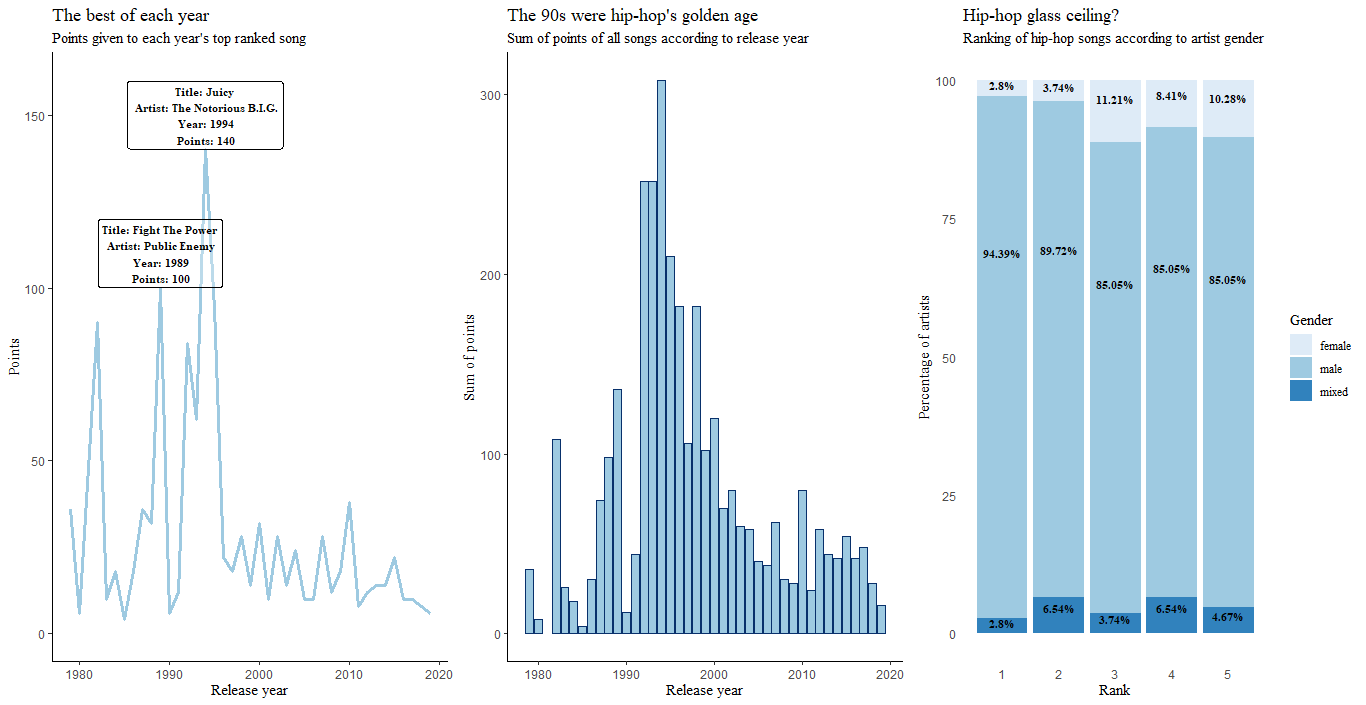 The best of each year
Points given to each year's top ranked song
Title: Juicy
Artist: The Notorious B.I.G.
Year: 1994
Points: 140
Title: Fight The Power
Artist: Public Enemy
Year: 1989
Points: 100
150
100
50
0
Points
1980 1990 2000 2010 2020
Release year
The 90s were hip-hop's golden age
Sum of points of all songs according to release year
300
200
100
0
Sum of points
1980 1990 2000 2010 2020
Release year
Hip-hop glass ceiling?
Ranking of hip-hop songs according to artist gender
100
75
50
25
0
Percentage of artists
2.8% 3.74% 11.21% 8.41% 10.28%
94.39% 89.72% 85.05% 85.05% 85.05%
2.8% 6.54% 3.74% 6.54% 4.67%
1 2 3 4 5
Rank
Gender
female
male
mixed